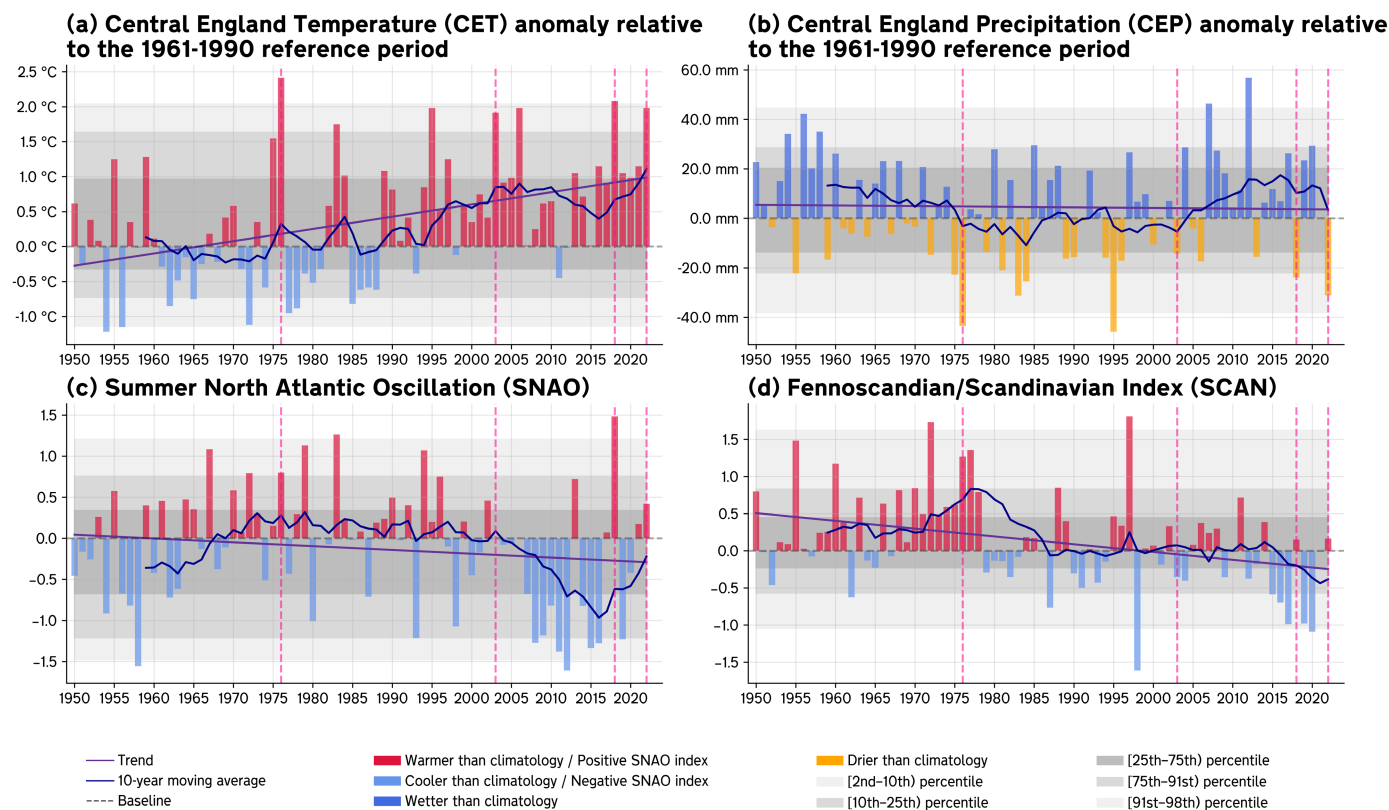 (a) Central England Temperature (CET) anomaly relative
to the 1961-1990 reference period
2.5 °C
2.0 °C
1.5 °C
1.0 °C
0.5 °C
0.0 °C
-0.5 °C
-1.0 °C
1950 1955 1960 1965 1970 1975 1980 1985 1990 1995 2000 2005 2010 2015 2020
(b) Central England Precipitation (CEP) anomaly relative
to the 1961-1990 reference period
60.0 mm
40.0 mm
20.0 mm
0.0 mm
-20.0 mm
-40.0 mm
1950 1955 1960 1965 1970 1975 1980 1985 1990 1995 2000 2005 2010 2015 2020
(c) Summer North Atlantic Oscillation (SNAO)
1.5
1.0
0.5
0.0
−0.5
−1.0
−1.5
1950 1955 1960 1965 1970 1975 1980 1985 1990 1995 2000 2005 2010 2015 2020
(d) Fennoscandian/Scandinavian Index (SCAN)
1.5
1.0
0.5
0.0
−0.5
−1.0
−1.5
1950 1955 1960 1965 1970 1975 1980 1985 1990 1995 2000 2005 2010 2015 2020
Trend
10-year moving average
Baseline
Warmer than climatology / Positive SNAO index
Cooler than climatology / Negative SNAO index
Wetter than climatology
Drier than climatology
[2nd–10th) percentile
[10th–25th) percentile
[25th–75th) percentile
[75th–91st) percentile
[91st–98th) percentile